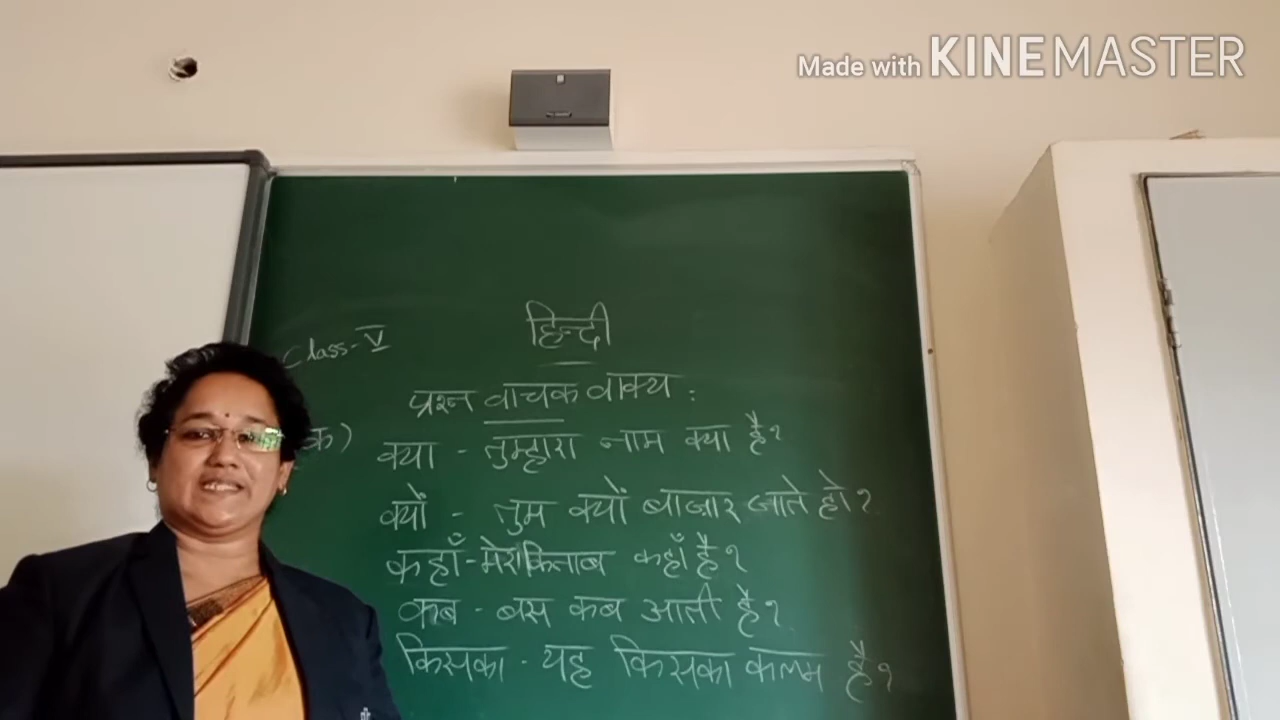 Made with KINEMASTER
Class-V
हिन्दी
प्रश्न वाचक वाक्य :
क) क्या - तुम्हारा नाम क्या है?
क्यों - तुम क्यों बाजार जाते हो?
कहाँ - मेरा किताब कहाँ है?
कब - बस कब आती है?
किसका - यह किसका कलम है?